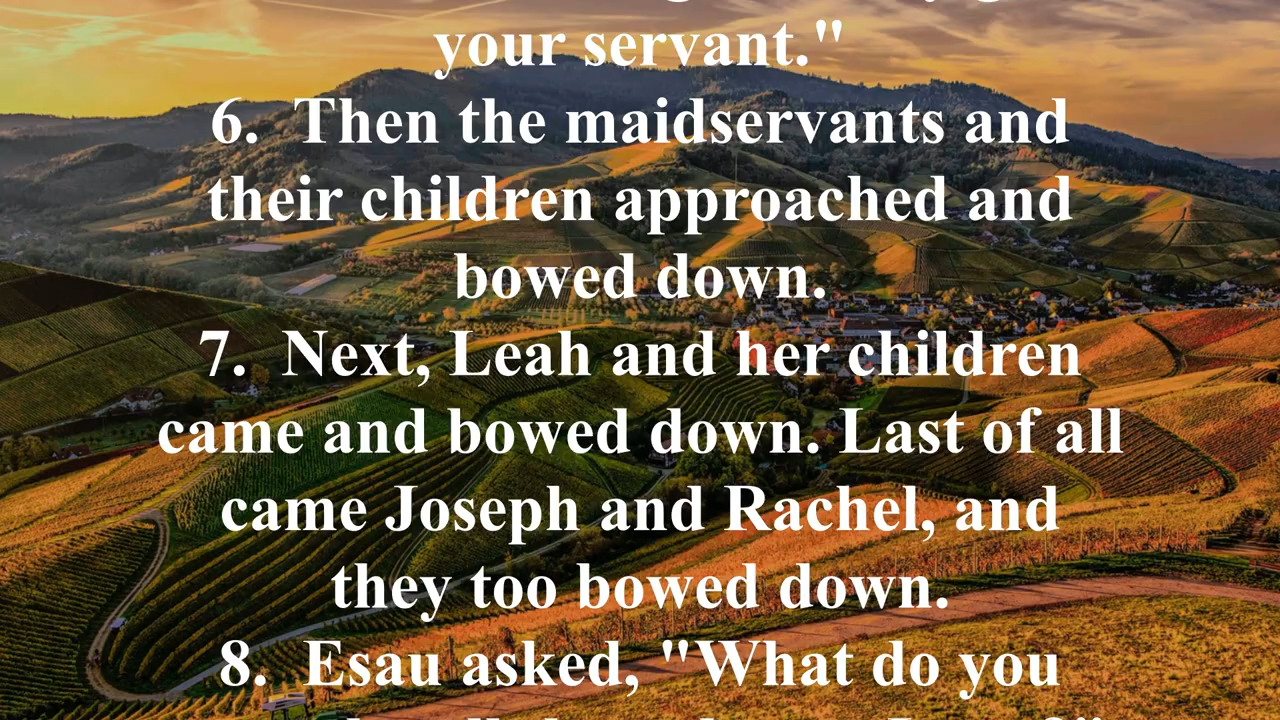 your servant."
6. Then the maidservants and
their children approached and
bowed down.
7. Next, Leah and her children
came and bowed down. Last of all
came Joseph and Rachel, and
they too bowed down.
8. Esau asked, "What do you